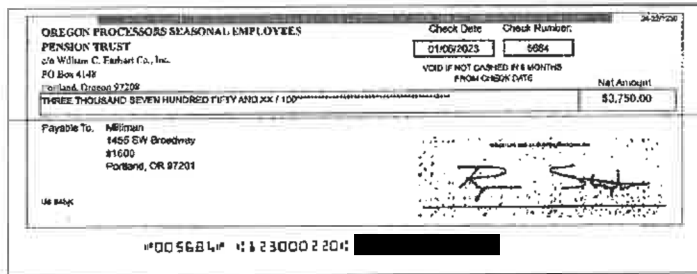 OREGON PROCESSORS SEASONAL EMPLOYEES
PENSION TRUST
c/o William C. Earhart Co., Inc.
PO Box 4148
Portland, Oregon 97208
Check Date Check Number
01/06/2023 5684
VOID IF NOT CASHED IN 6 MONTHS
FROM CHECK DATE
Net Amount
THREE THOUSAND SEVEN HUNDRED FIFTY AND XX / 100
$3,750.00
Payable To. Milliman
1455 SW Broadway
#1600
Portland, OR 97201
US BANK
⑈005684⑈ ⑆123000220⑆